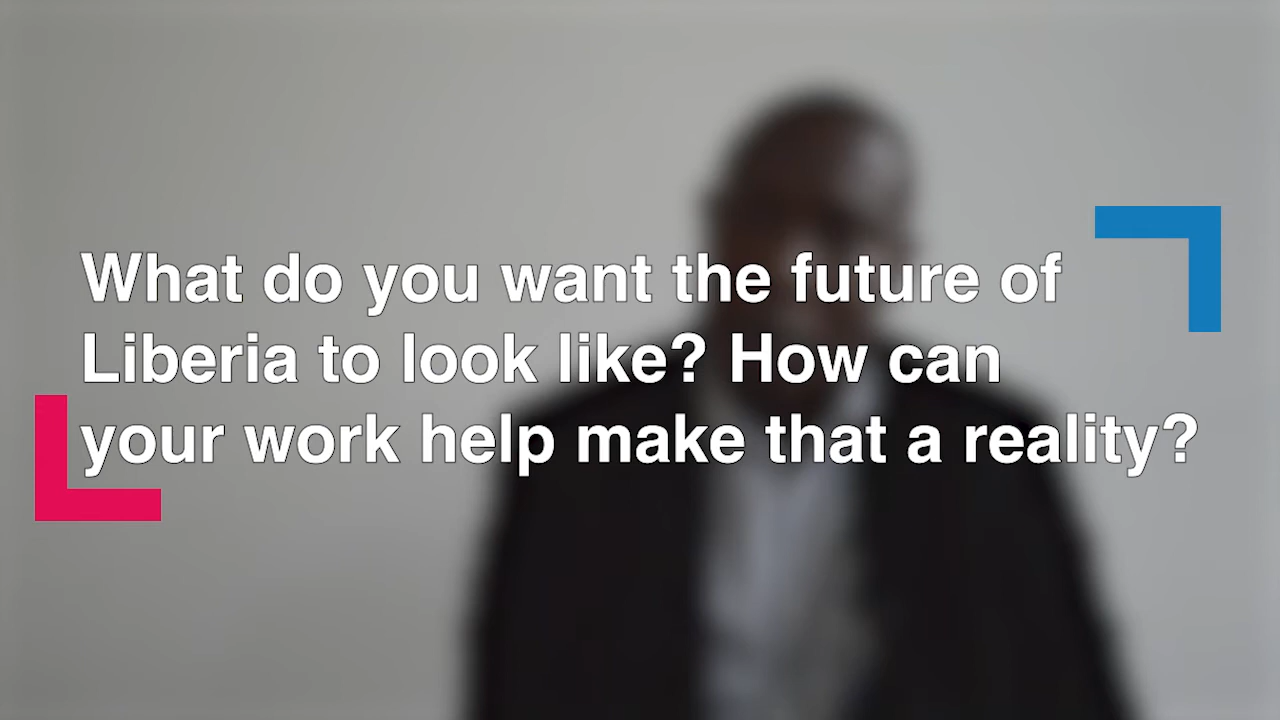 What do you want the future of
Liberia to look like? How can
your work help make that a reality?